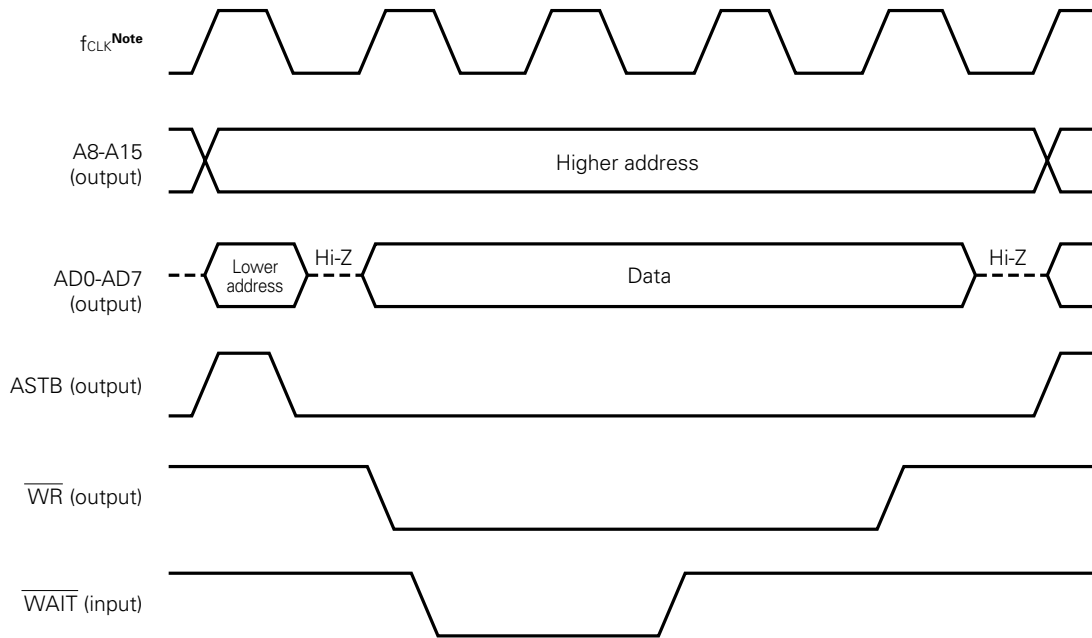 fCLKNote
A8-A15
(output)
Higher address
AD0-AD7
(output)
Lower
address
Hi-Z
Data
Hi-Z
ASTB (output)
WR (output)
WAIT (input)